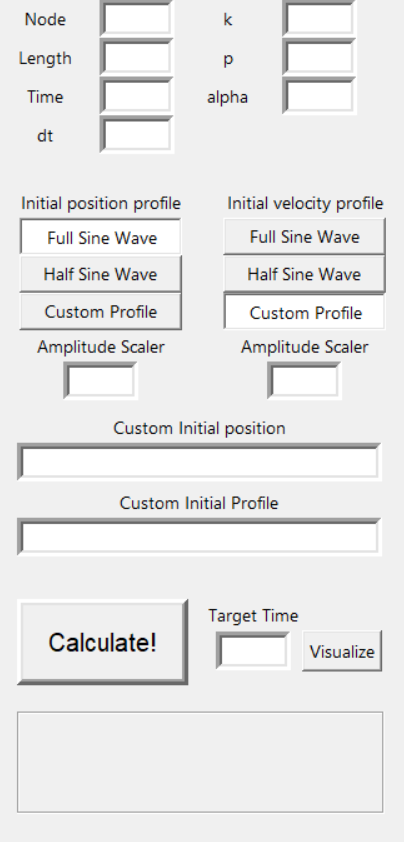 Node k
Length p
Time alpha
dt
Initial position profile Initial velocity profile
Full Sine Wave Full Sine Wave
Half Sine Wave Half Sine Wave
Custom Profile Custom Profile
Amplitude Scaler Amplitude Scaler
Custom Initial position
Custom Initial Profile
Target Time
Calculate! Visualize